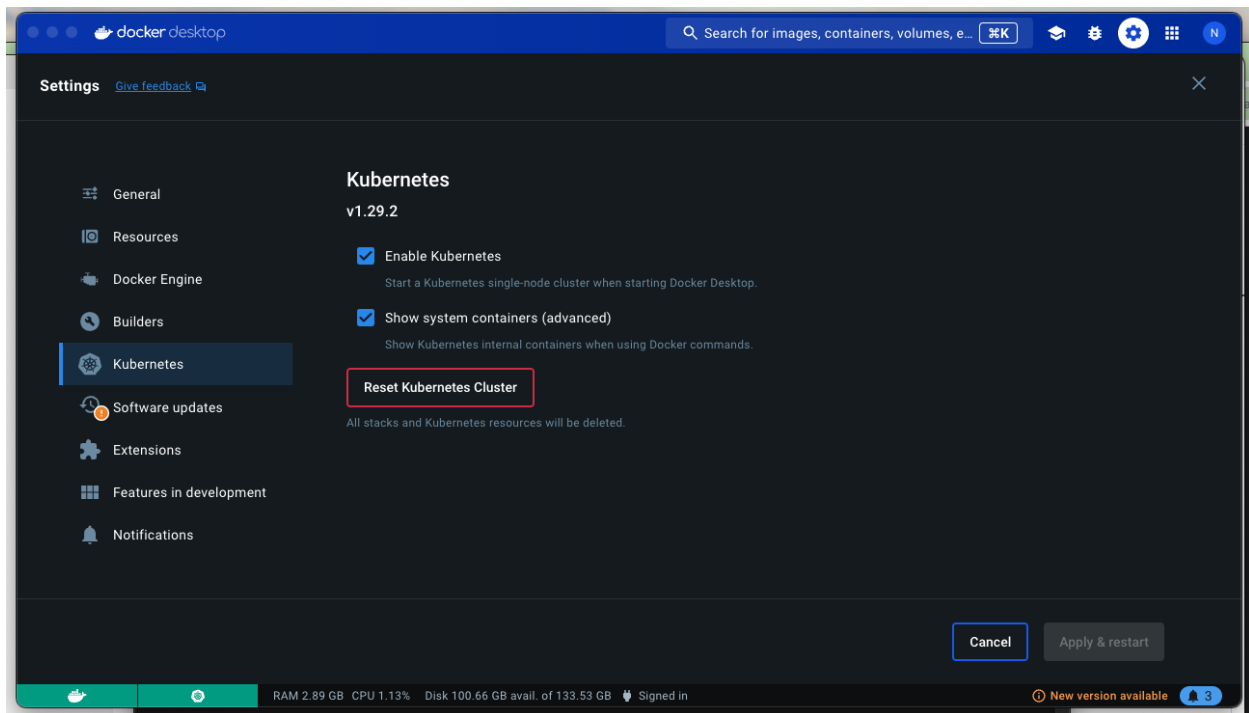 docker desktop
Search for images, containers, volumes, e... ⌘K
N
Settings
Give feedback
General
Resources
Docker Engine
Builders
Kubernetes
Software updates
Extensions
Features in development
Notifications
Kubernetes
v1.29.2
Enable Kubernetes
Start a Kubernetes single-node cluster when starting Docker Desktop.
Show system containers (advanced)
Show Kubernetes internal containers when using Docker commands.
Reset Kubernetes Cluster
All stacks and Kubernetes resources will be deleted.
Cancel
Apply & restart
RAM 2.89 GB CPU 1.13% Disk 100.66 GB avail. of 133.53 GB Signed in
New version available
3